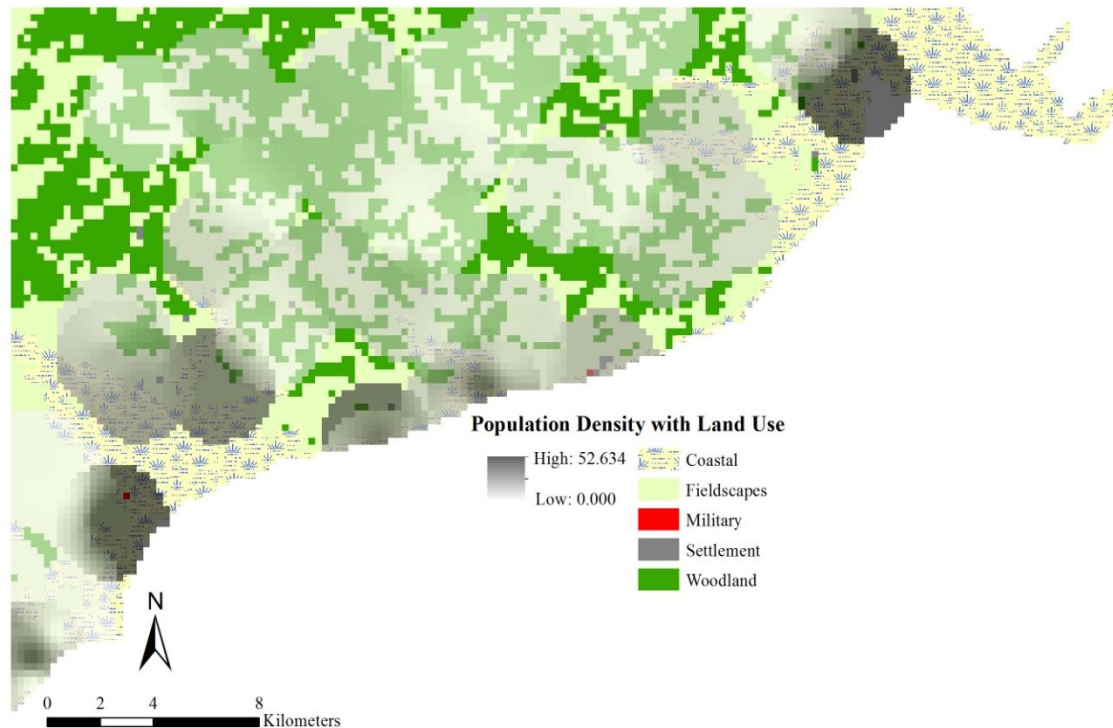 Population Density with Land Use
High: 52.634
Low: 0.000
Coastal
Fieldscapes
Military
Settlement
Woodland
N
0 2 4 8
Kilometers